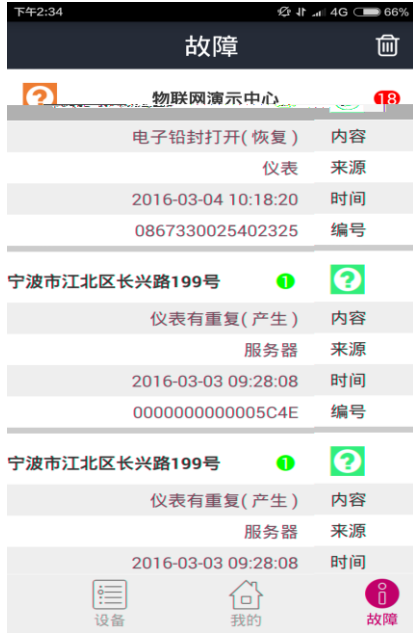 下午2:34 4G 66%
故障
物联网演示中心 18
电子铅封打开(恢复) 内容
仪表 来源
2016-03-04 10:18:20 时间
0867330025402325 编号
宁波市江北区长兴路199号 1
仪表有重复(产生) 内容
服务器 来源
2016-03-03 09:28:08 时间
0000000000005C4E 编号
宁波市江北区长兴路199号 1
仪表有重复(产生) 内容
服务器 来源
2016-03-03 09:28:08 时间
设备 我的 故障